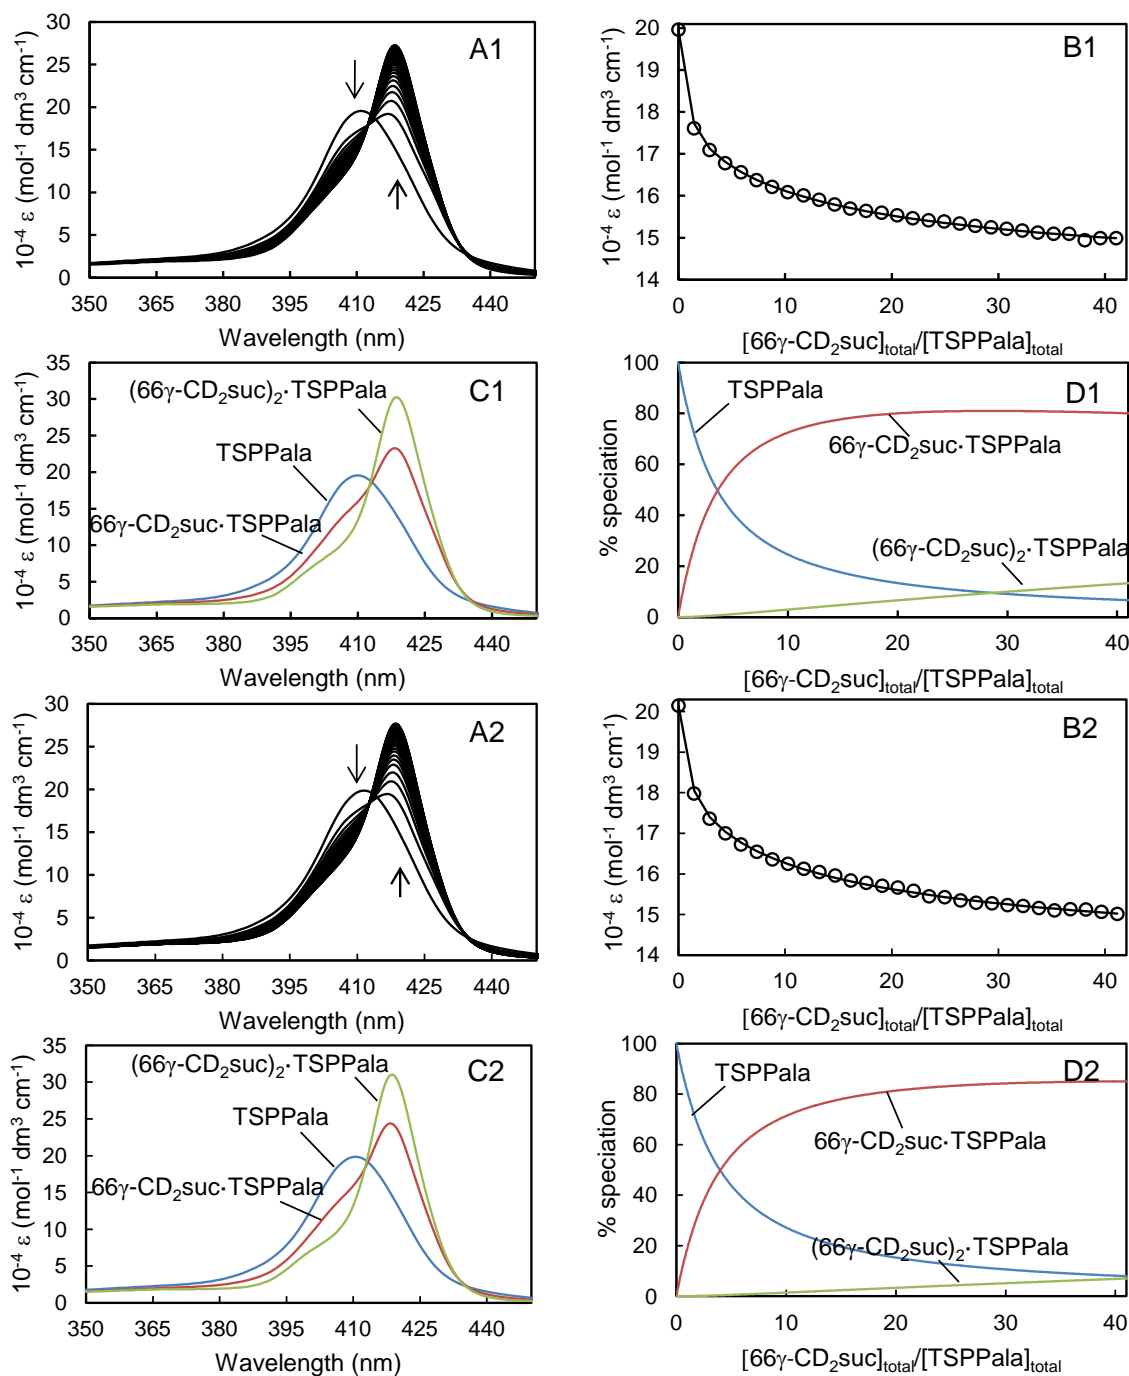 A1
10⁻⁴ ε (mol⁻¹ dm³ cm⁻¹)
30
25
20
15
10
5
0
350 365 380 395 410 425 440
Wavelength (nm)
B1
10⁻⁴ ε (mol⁻¹ dm³ cm⁻¹)
20
19
18
17
16
15
14
0 10 20 30 40
[66γ-CD₂suc]total/[TSPPala]total
C1
10⁻⁴ ε (mol⁻¹ dm³ cm⁻¹)
35
30
25
20
15
10
5
0
(66γ-CD₂suc)₂·TSPPala
TSPPala
66γ-CD₂suc·TSPPala
350 365 380 395 410 425 440
Wavelength (nm)
D1
% speciation
100
80
60
40
20
0
TSPPala
66γ-CD₂suc·TSPPala
(66γ-CD₂suc)₂·TSPPala
0 10 20 30 40
[66γ-CD₂suc]total/[TSPPala]total
A2
10⁻⁴ ε (mol⁻¹ dm³ cm⁻¹)
30
25
20
15
10
5
0
350 365 380 395 410 425 440
Wavelength (nm)
B2
10⁻⁴ ε (mol⁻¹ dm³ cm⁻¹)
20
19
18
17
16
15
14
0 10 20 30 40
[66γ-CD₂suc]total/[TSPPala]total
C2
10⁻⁴ ε (mol⁻¹ dm³ cm⁻¹)
35
30
25
20
15
10
5
0
(66γ-CD₂suc)₂·TSPPala
TSPPala
66γ-CD₂suc·TSPPala
350 365 380 395 410 425 440
Wavelength (nm)
D2
% speciation
100
80
60
40
20
0
TSPPala
66γ-CD₂suc·TSPPala
(66γ-CD₂suc)₂·TSPPala
0 10 20 30 40
[66γ-CD₂suc]total/[TSPPala]total